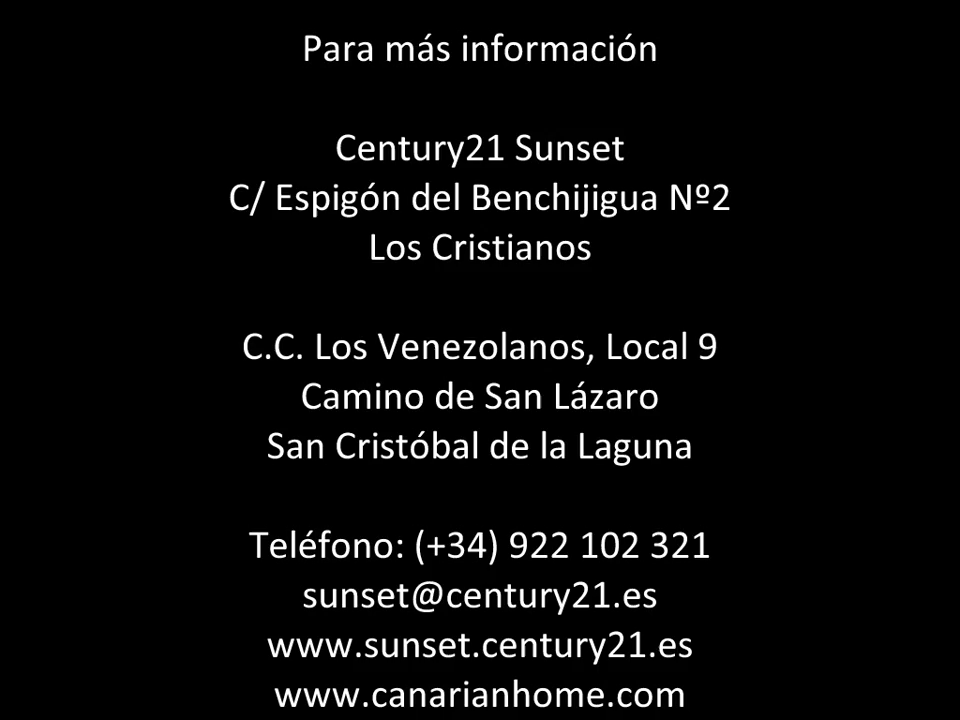 Para más información
Century21 Sunset
C/ Espigón del Benchijigua Nº2
Los Cristianos
C.C. Los Venezolanos, Local 9
Camino de San Lázaro
San Cristóbal de la Laguna
Teléfono: (+34) 922 102 321
sunset@century21.es
www.sunset.century21.es
www.canarianhome.com